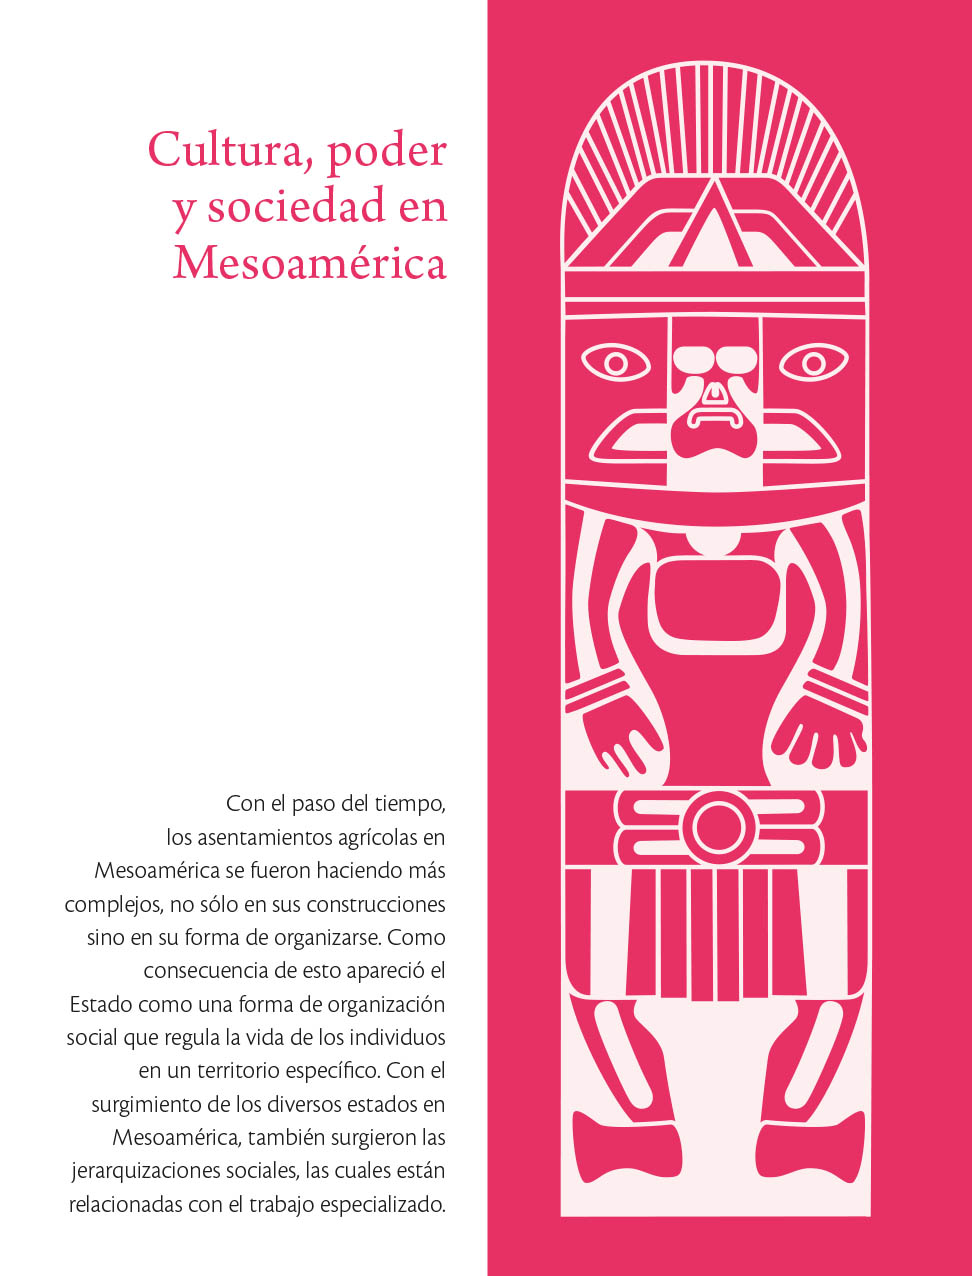 Cultura, poder
y sociedad en
Mesoamérica
Con el paso del tiempo,
los asentamientos agrícolas en
Mesoamérica se fueron haciendo más
complejos, no sólo en sus construcciones
sino en su forma de organizarse. Como
consecuencia de esto apareció el
Estado como una forma de organización
social que regula la vida de los individuos
en un territorio específico. Con el
surgimiento de los diversos estados en
Mesoamérica, también surgieron las
jerarquizaciones sociales, las cuales están
relacionadas con el trabajo especializado.